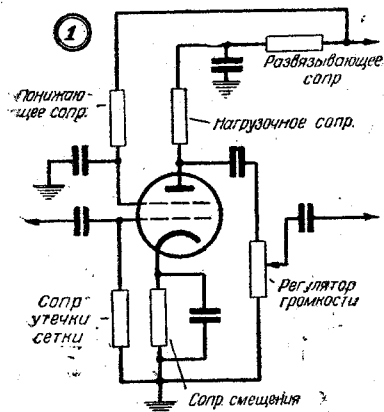 1
Развязывающее
сопр
Понижаю-
щее сопр.
Нагрузочное сопр.
Регулятор
громкости
Сопр
утечки
сетки
Сопр. смещения